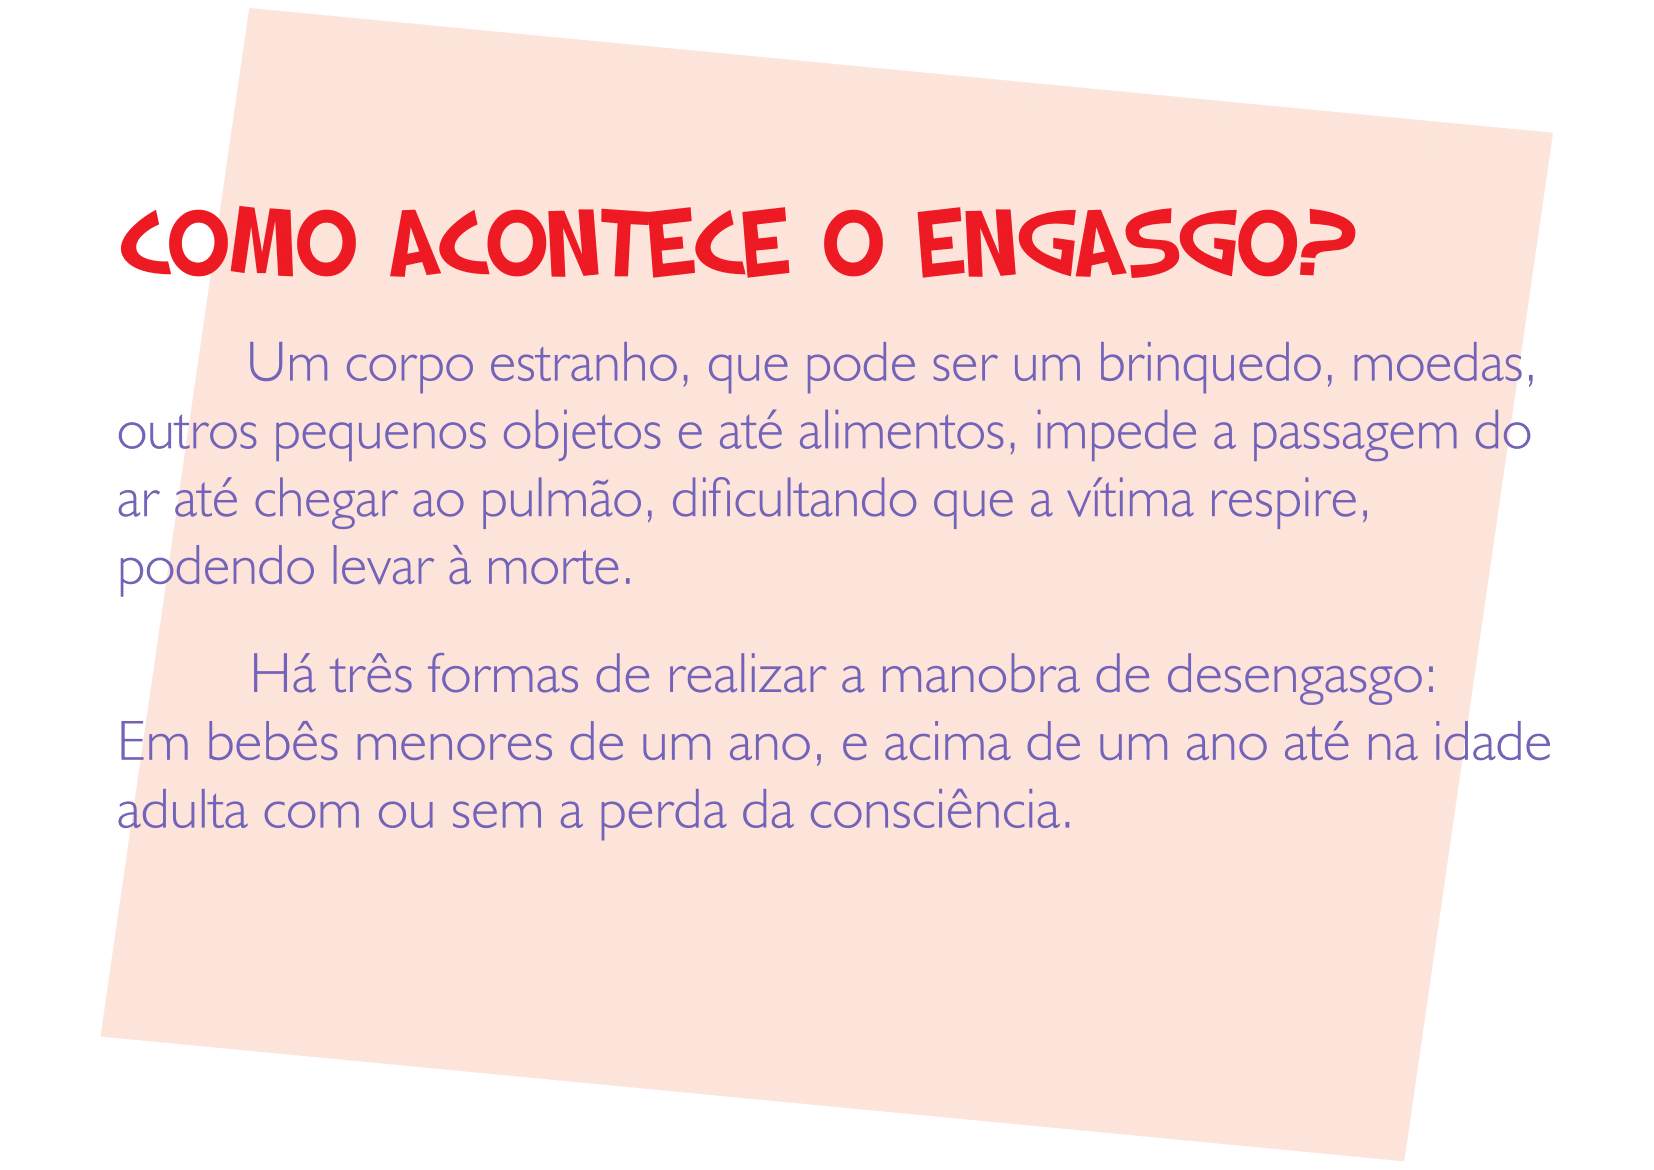 COMO ACONTECE O ENGASGO?
Um corpo estranho, que pode ser um brinquedo, moedas,
outros pequenos objetos e até alimentos, impede a passagem do
ar até chegar ao pulmão, dificultando que a vítima respire,
podendo levar à morte.
Há três formas de realizar a manobra de desengasgo:
Em bebês menores de um ano, e acima de um ano até na idade
adulta com ou sem a perda da consciência.